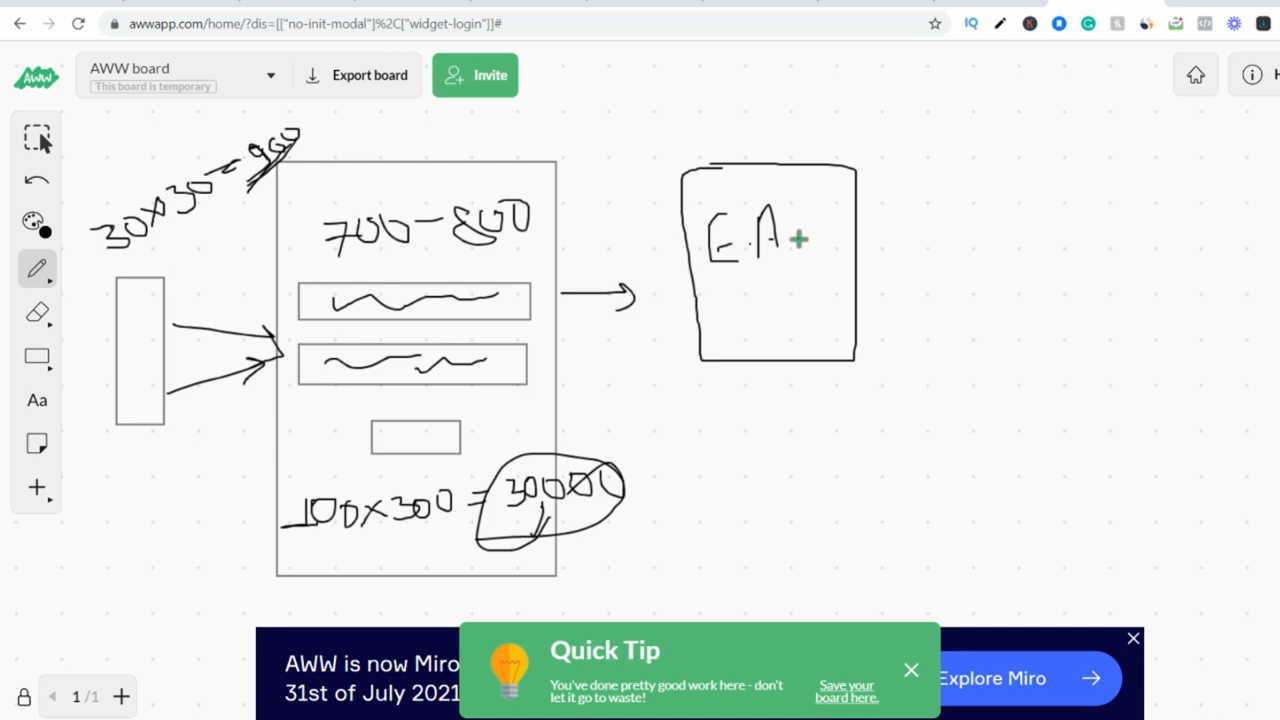 awwapp.com/home/?dis=[["no-init-modal"]%2C["widget-login"]]#
IQ
AWW
AWW board
This board is temporary
Export board
Invite
30x30=900
700-800
E.A
Aa
100x300 = 30000
AWW is now Miro
31st of July 2021
Quick Tip
You've done pretty good work here - don't
let it go to waste!
Save your
board here.
Explore Miro
1/1